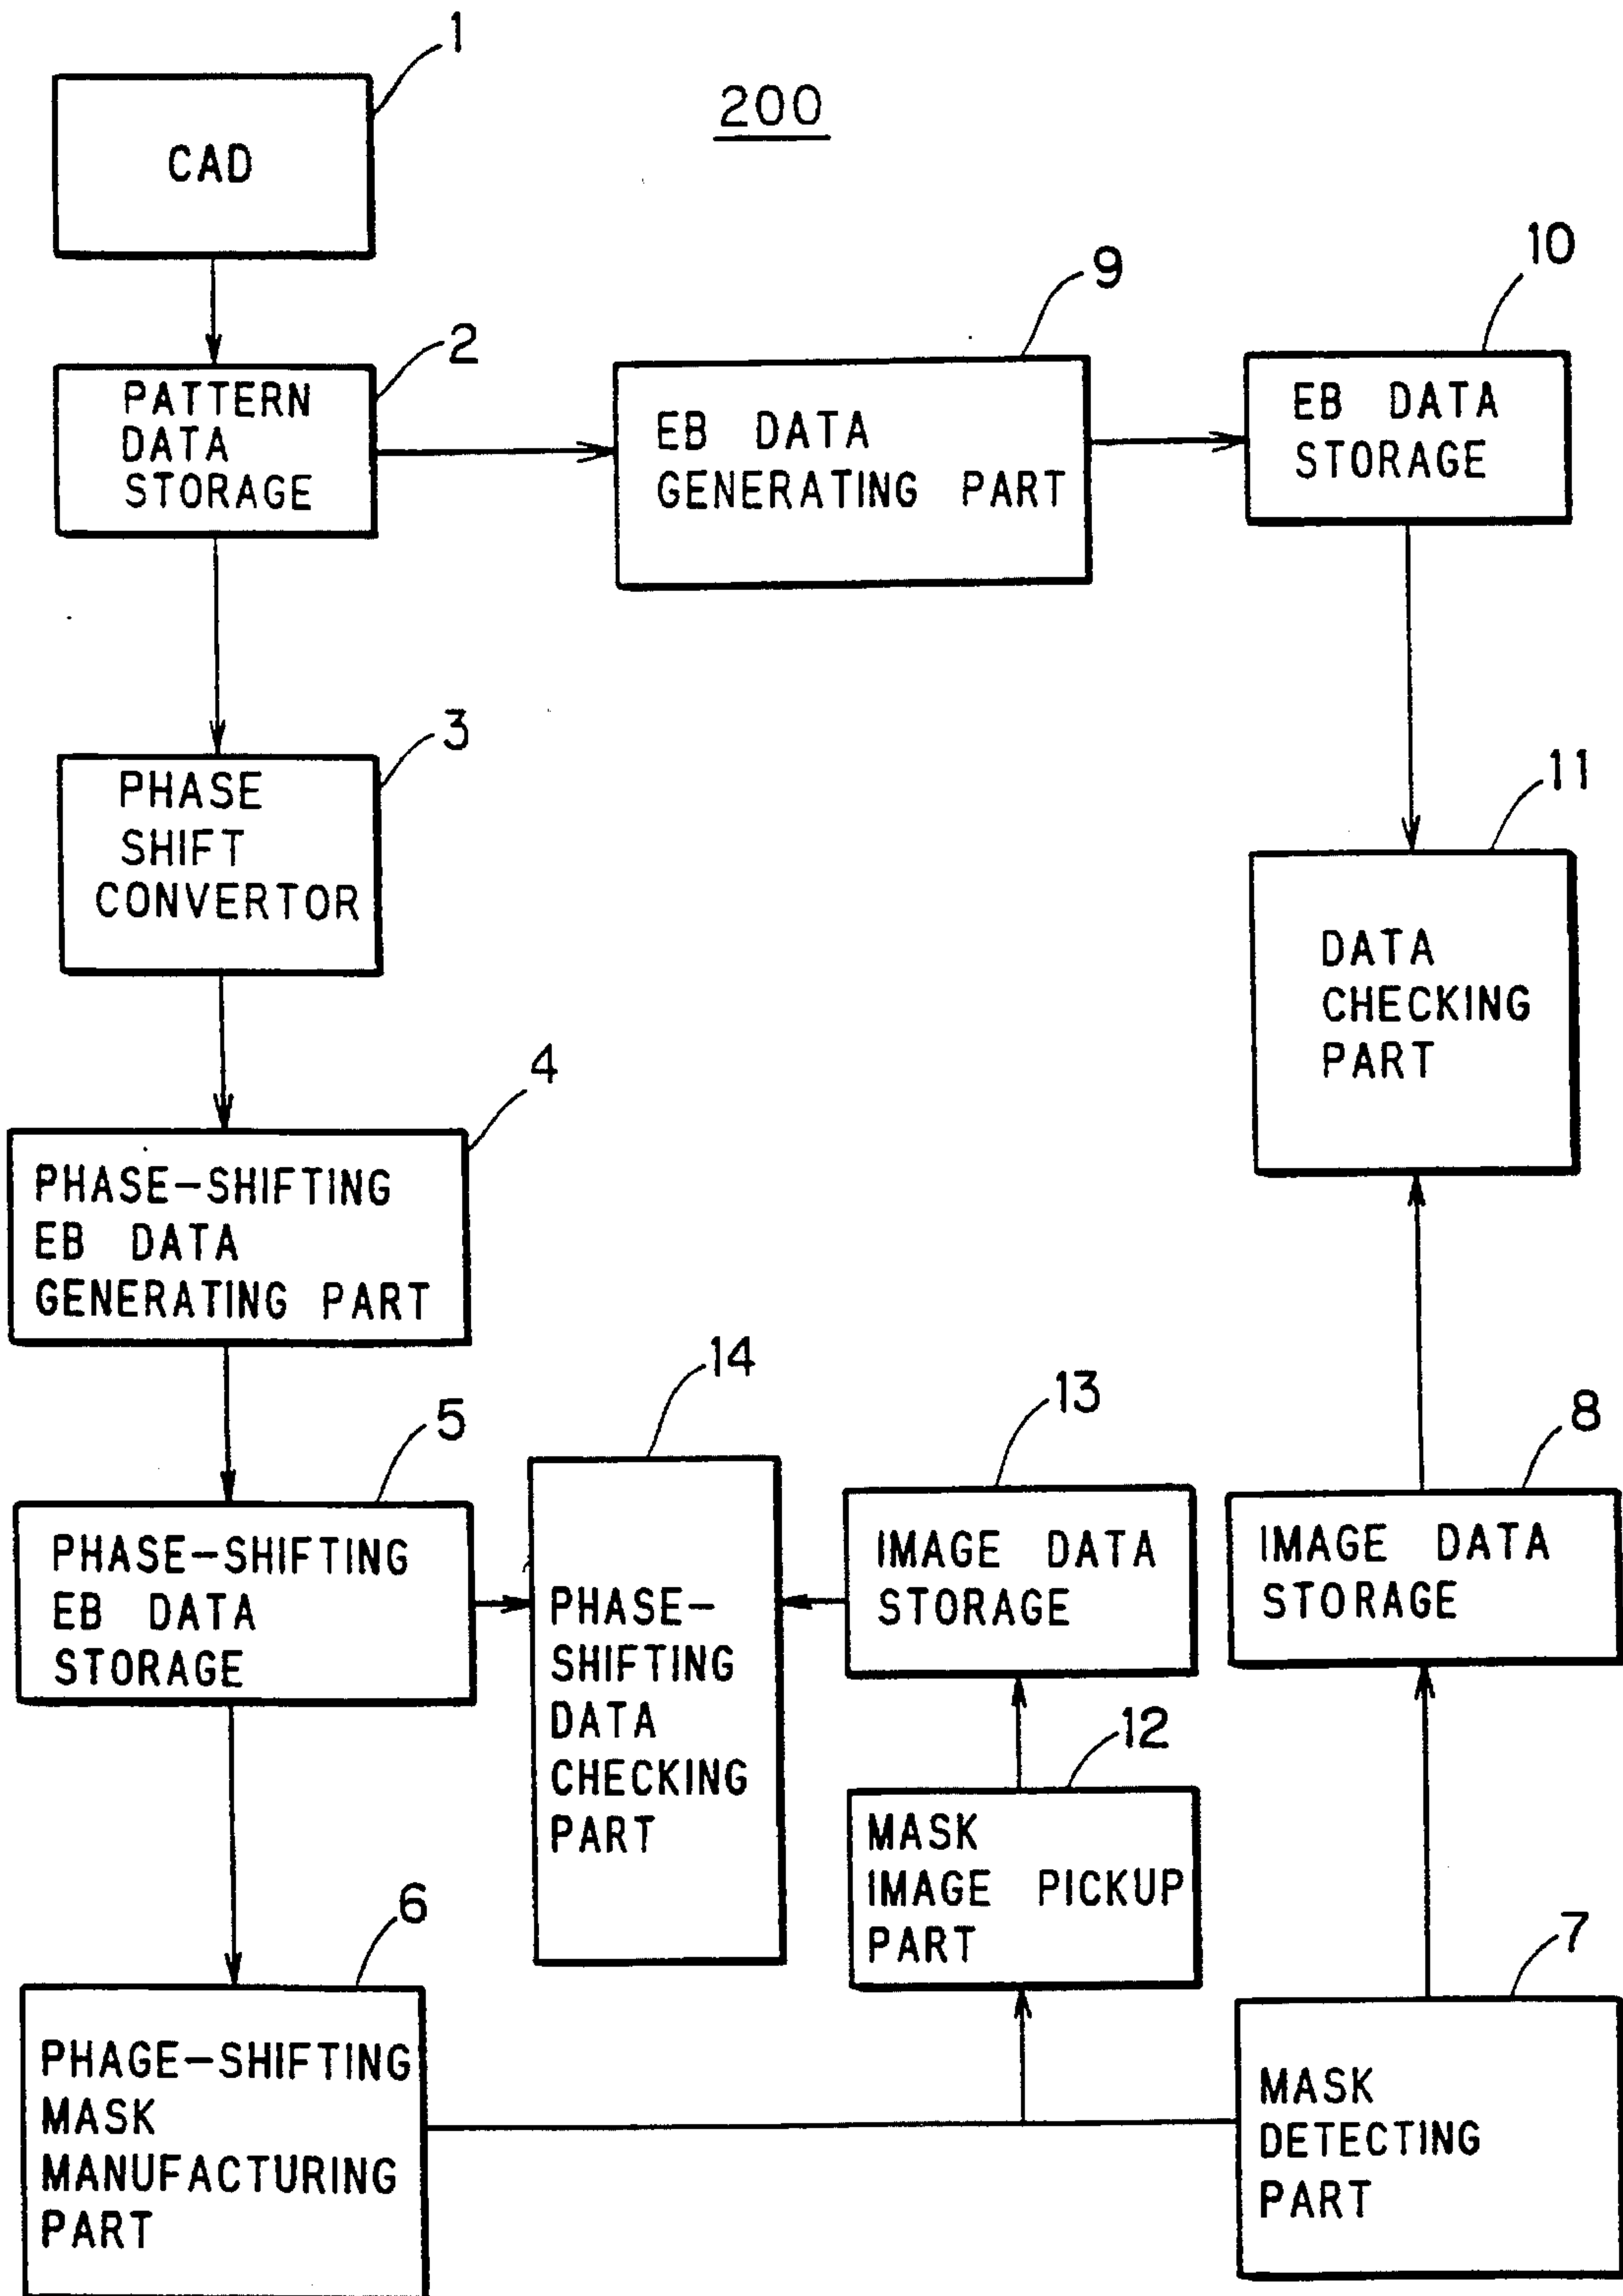 1
CAD
200
2
PATTERN
DATA
STORAGE
9
EB DATA
GENERATING PART
10
EB DATA
STORAGE
3
PHASE
SHIFT
CONVERTOR
11
DATA
CHECKING
PART
4
PHASE-SHIFTING
EB DATA
GENERATING PART
5
PHASE-SHIFTING
EB DATA
STORAGE
14
PHASE-
SHIFTING
DATA
CHECKING
PART
13
IMAGE DATA
STORAGE
8
IMAGE DATA
STORAGE
12
MASK
IMAGE PICKUP
PART
6
PHAGE-SHIFTING
MASK
MANUFACTURING
PART
7
MASK
DETECTING
PART